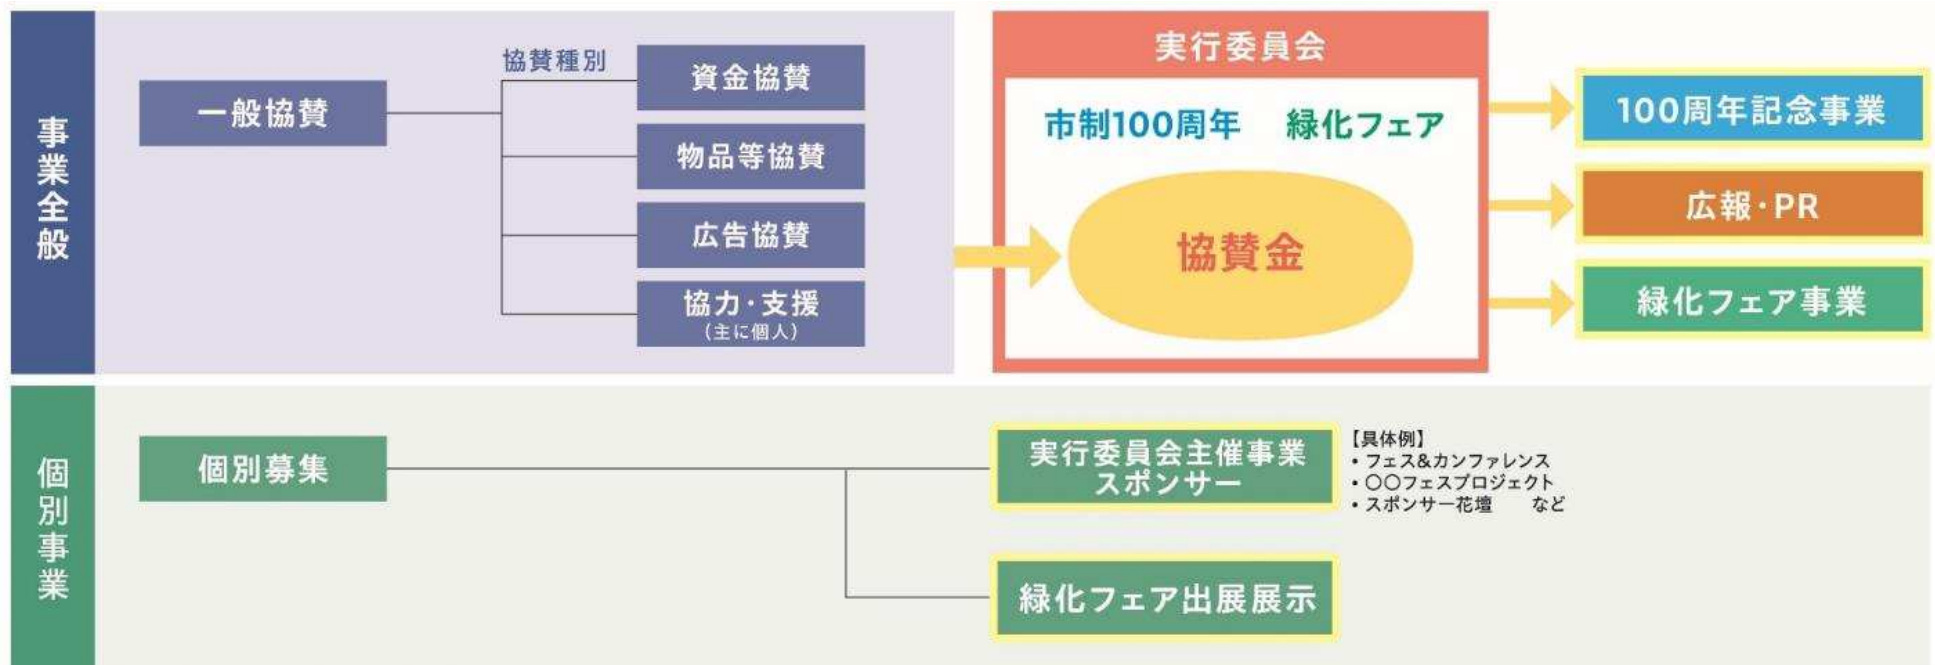 事業全般
一般協賛
協賛種別
資金協賛
物品等協賛
広告協賛
協力・支援
(主に個人)
実行委員会
市制100周年 緑化フェア
協賛金
100周年記念事業
広報・PR
緑化フェア事業
個別事業
個別募集
実行委員会主催事業
スポンサー
【具体例】
・フェス&カンファレンス
・〇〇フェスプロジェクト
・スポンサー花壇 など
緑化フェア出展展示